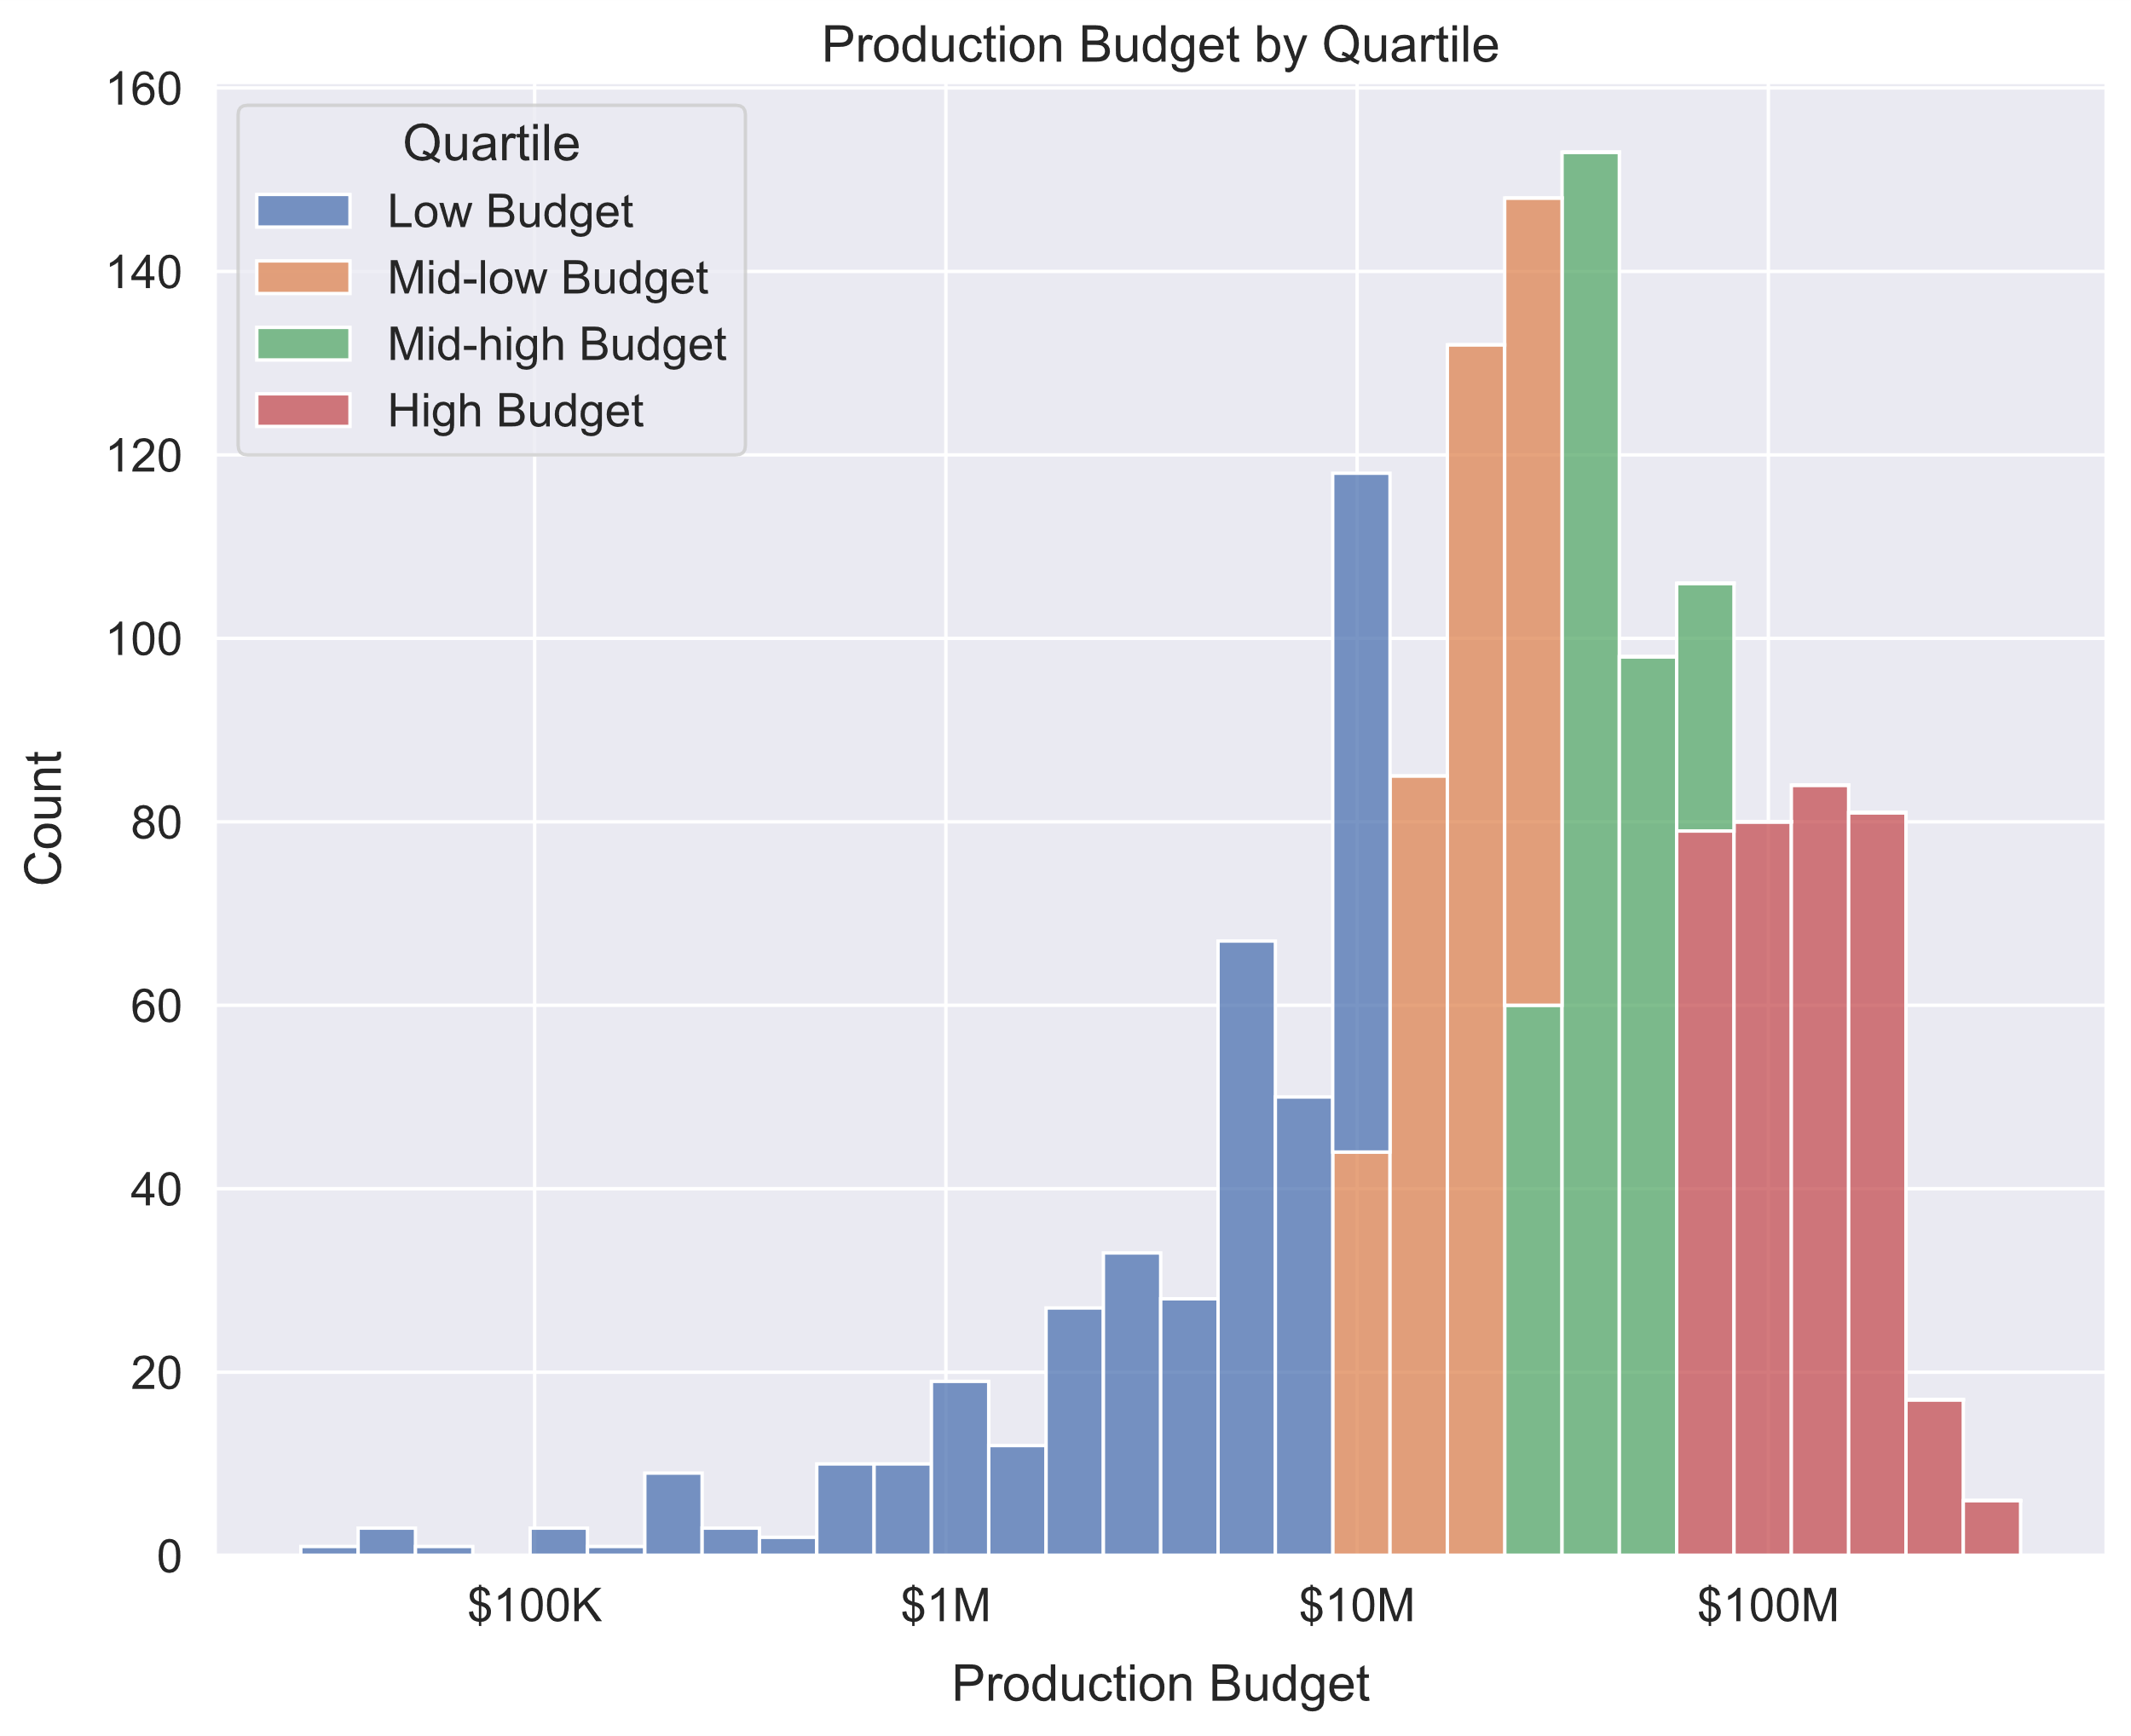 Production Budget by Quartile
160
140
120
100
80
60
40
20
0
Count
Quartile
Low Budget
Mid-low Budget
Mid-high Budget
High Budget
$100K
$1M
$10M
$100M
Production Budget